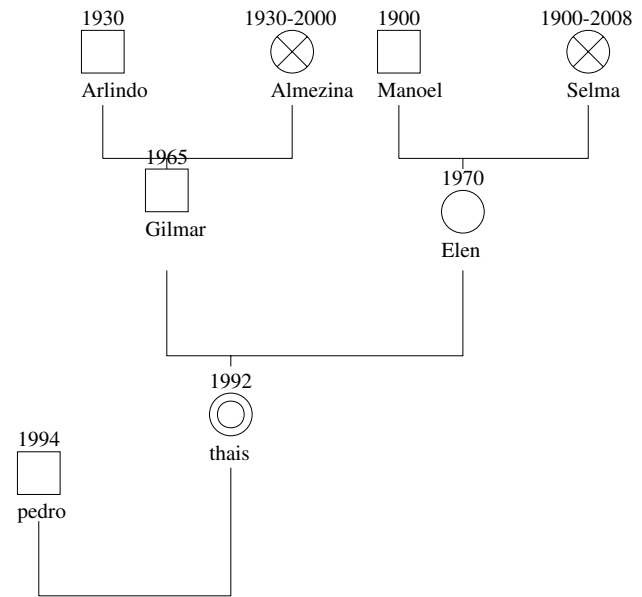 1930
1930-2000
1900
1900-2008
Arlindo
Almezina
Manoel
Selma
1965
Gilmar
1970
Elen
1992
thais
1994
pedro